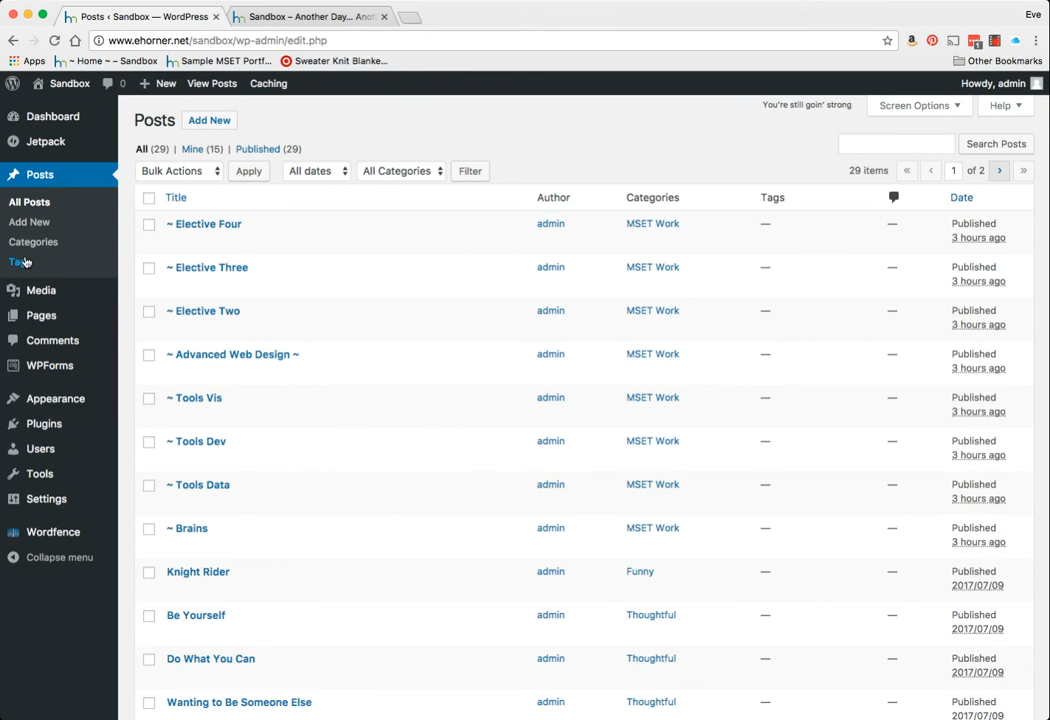 Posts ‹ Sandbox — WordPress
Sandbox – Another Day... Anot
Eve
www.ehorner.net/sandbox/wp-admin/edit.php
Apps ~ Home ~ – Sandbox Sample MSET Portf... Sweater Knit Blanke... Other Bookmarks
Sandbox 0 New View Posts Caching Howdy, admin
Dashboard
Jetpack
Posts
All Posts
Add New
Categories
Media
Pages
Comments
WPForms
Appearance
Plugins
Users
Tools
Settings
Wordfence
Collapse menu
You're still goin' strong
Screen Options Help
Posts Add New
All (29) | Mine (15) | Published (29)
Search Posts
Bulk Actions Apply All dates All Categories Filter 29 items « ‹ 1 of 2 › »
Title Author Categories Tags Date
~ Elective Four admin MSET Work — — Published
3 hours ago
~ Elective Three admin MSET Work — — Published
3 hours ago
~ Elective Two admin MSET Work — — Published
3 hours ago
~ Advanced Web Design ~ admin MSET Work — — Published
3 hours ago
~ Tools Vis admin MSET Work — — Published
3 hours ago
~ Tools Dev admin MSET Work — — Published
3 hours ago
~ Tools Data admin MSET Work — — Published
3 hours ago
~ Brains admin MSET Work — — Published
3 hours ago
Knight Rider admin Funny — — Published
2017/07/09
Be Yourself admin Thoughtful — — Published
2017/07/09
Do What You Can admin Thoughtful — — Published
2017/07/09
Wanting to Be Someone Else admin Thoughtful — — Published
2017/07/09